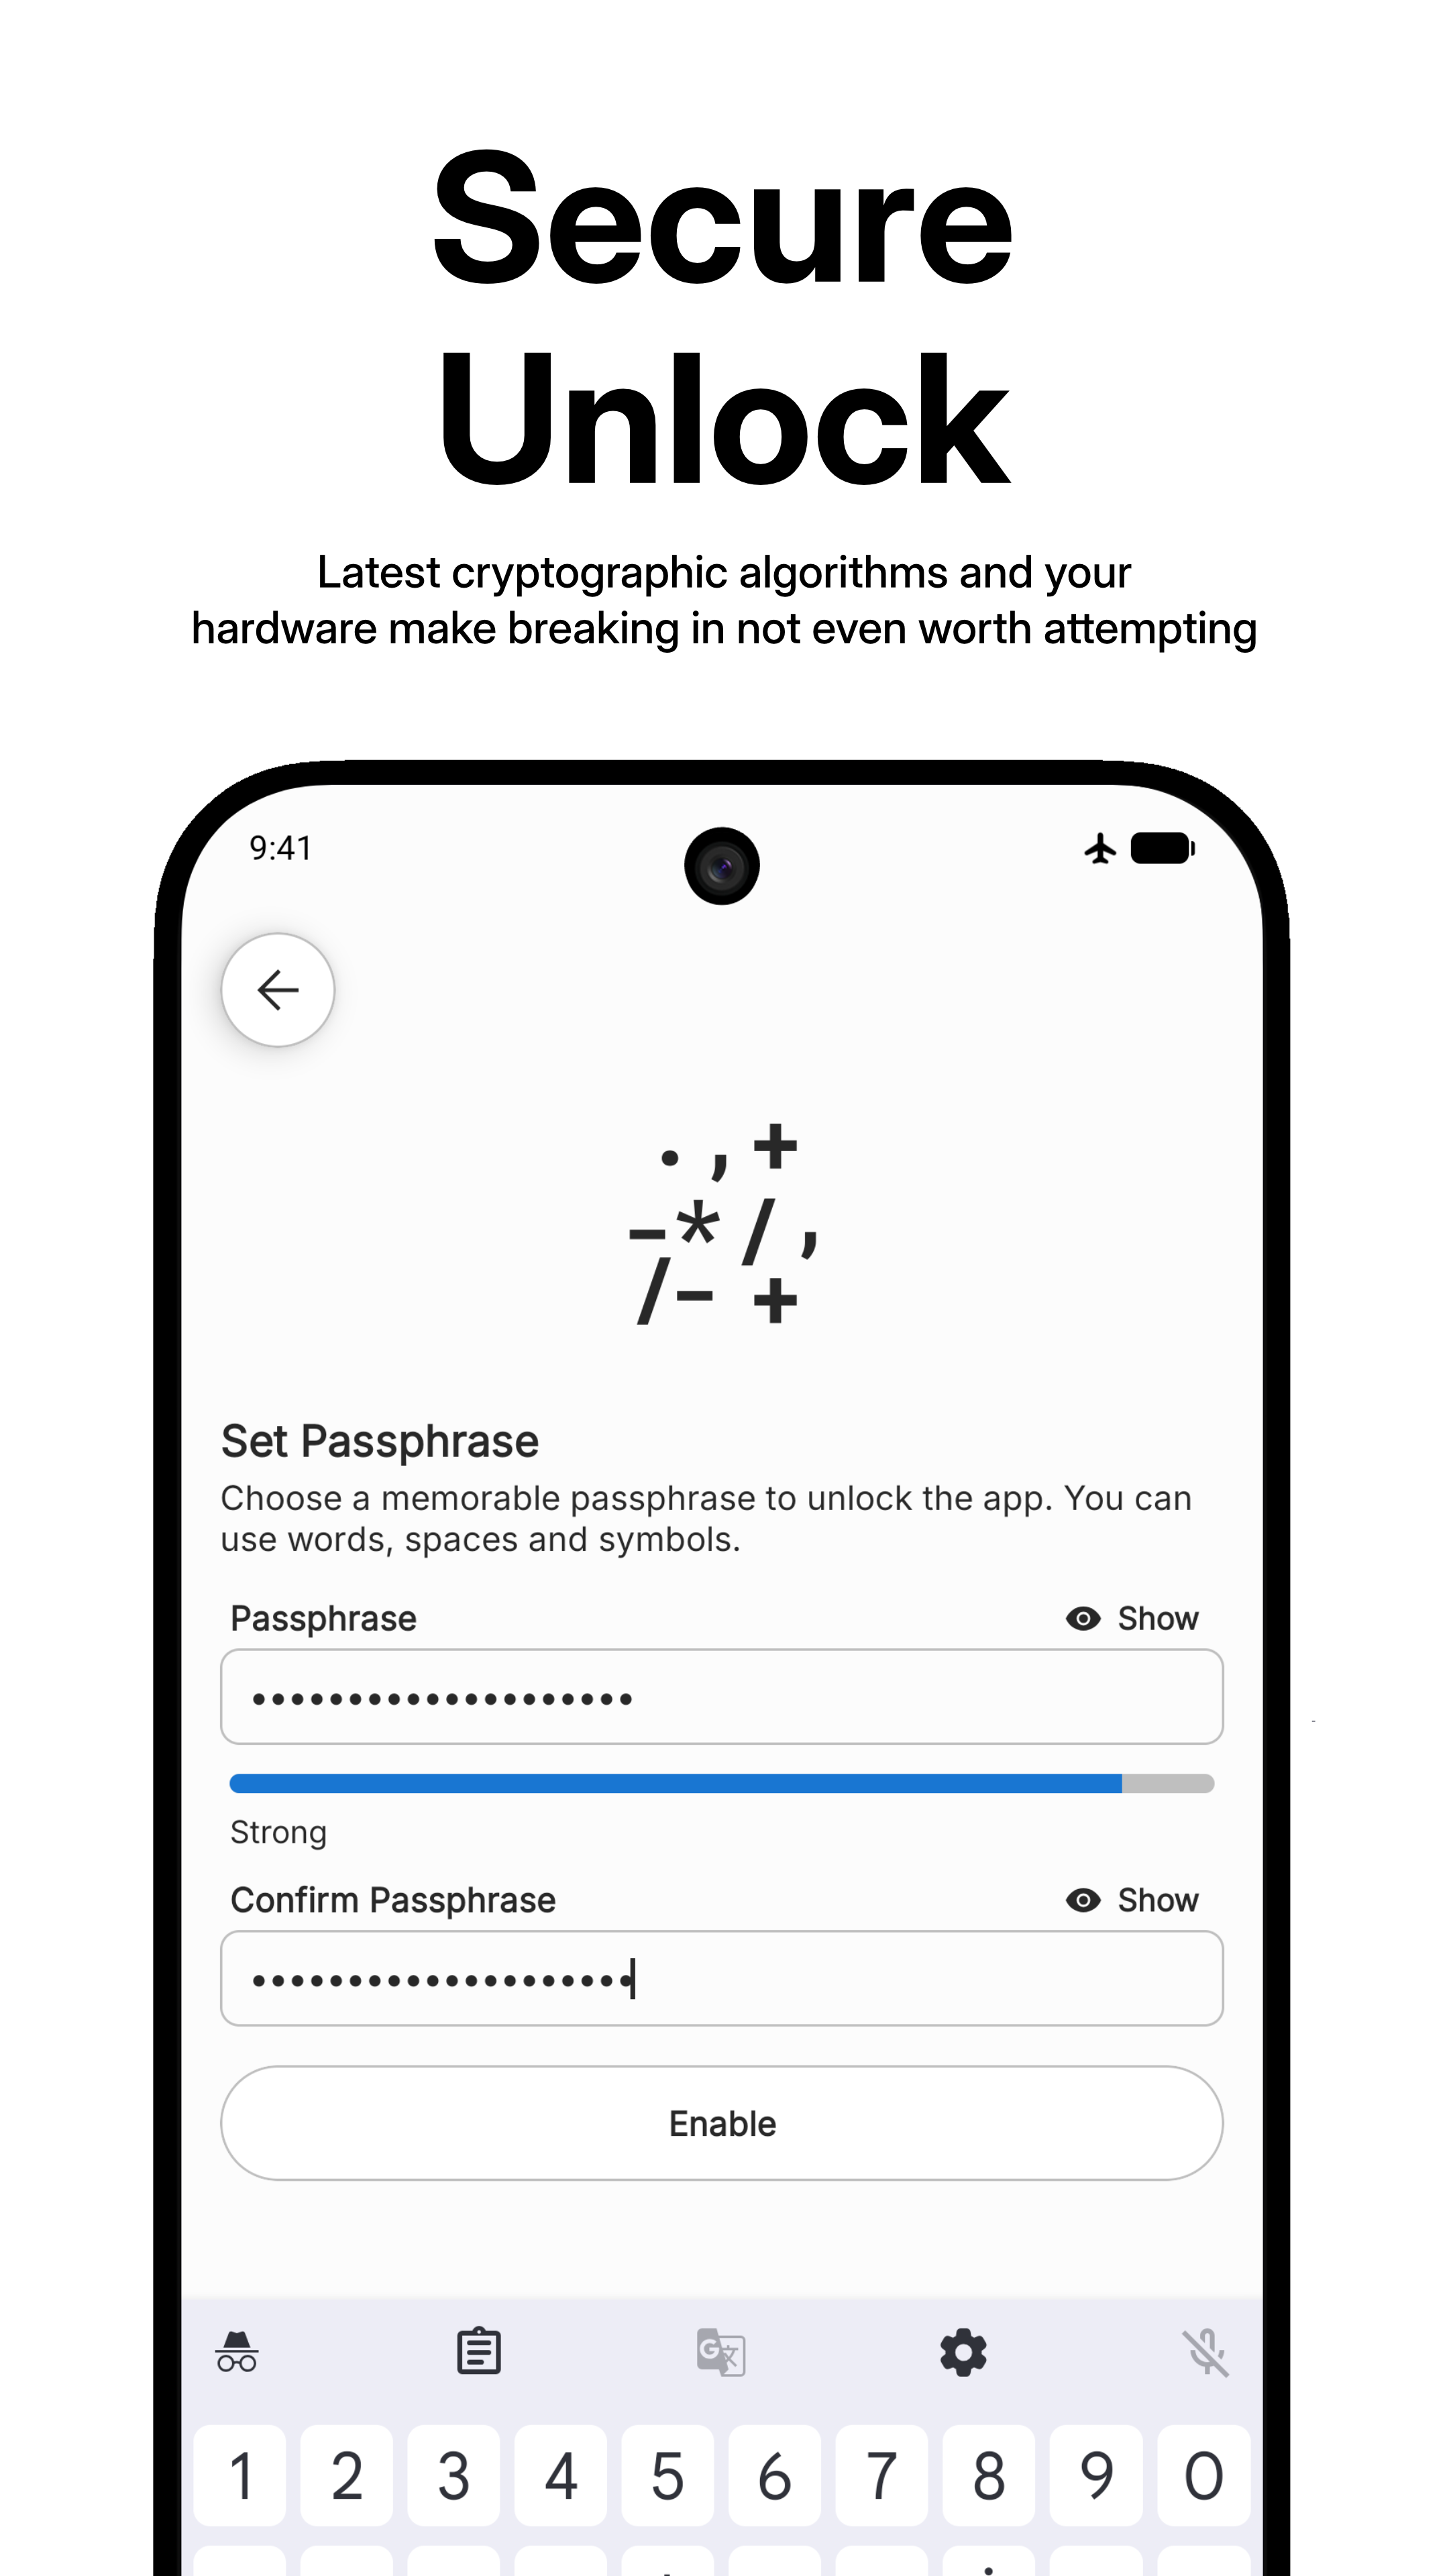 Secure
Unlock
Latest cryptographic algorithms and your
hardware make breaking in not even worth attempting
9:41
. , +
- * / ,
/ - +
Set Passphrase
Choose a memorable passphrase to unlock the app. You can
use words, spaces and symbols.
Passphrase
Show
••••••••••••••••••••
Strong
Confirm Passphrase
Show
••••••••••••••••••••
Enable
1 2 3 4 5 6 7 8 9 0